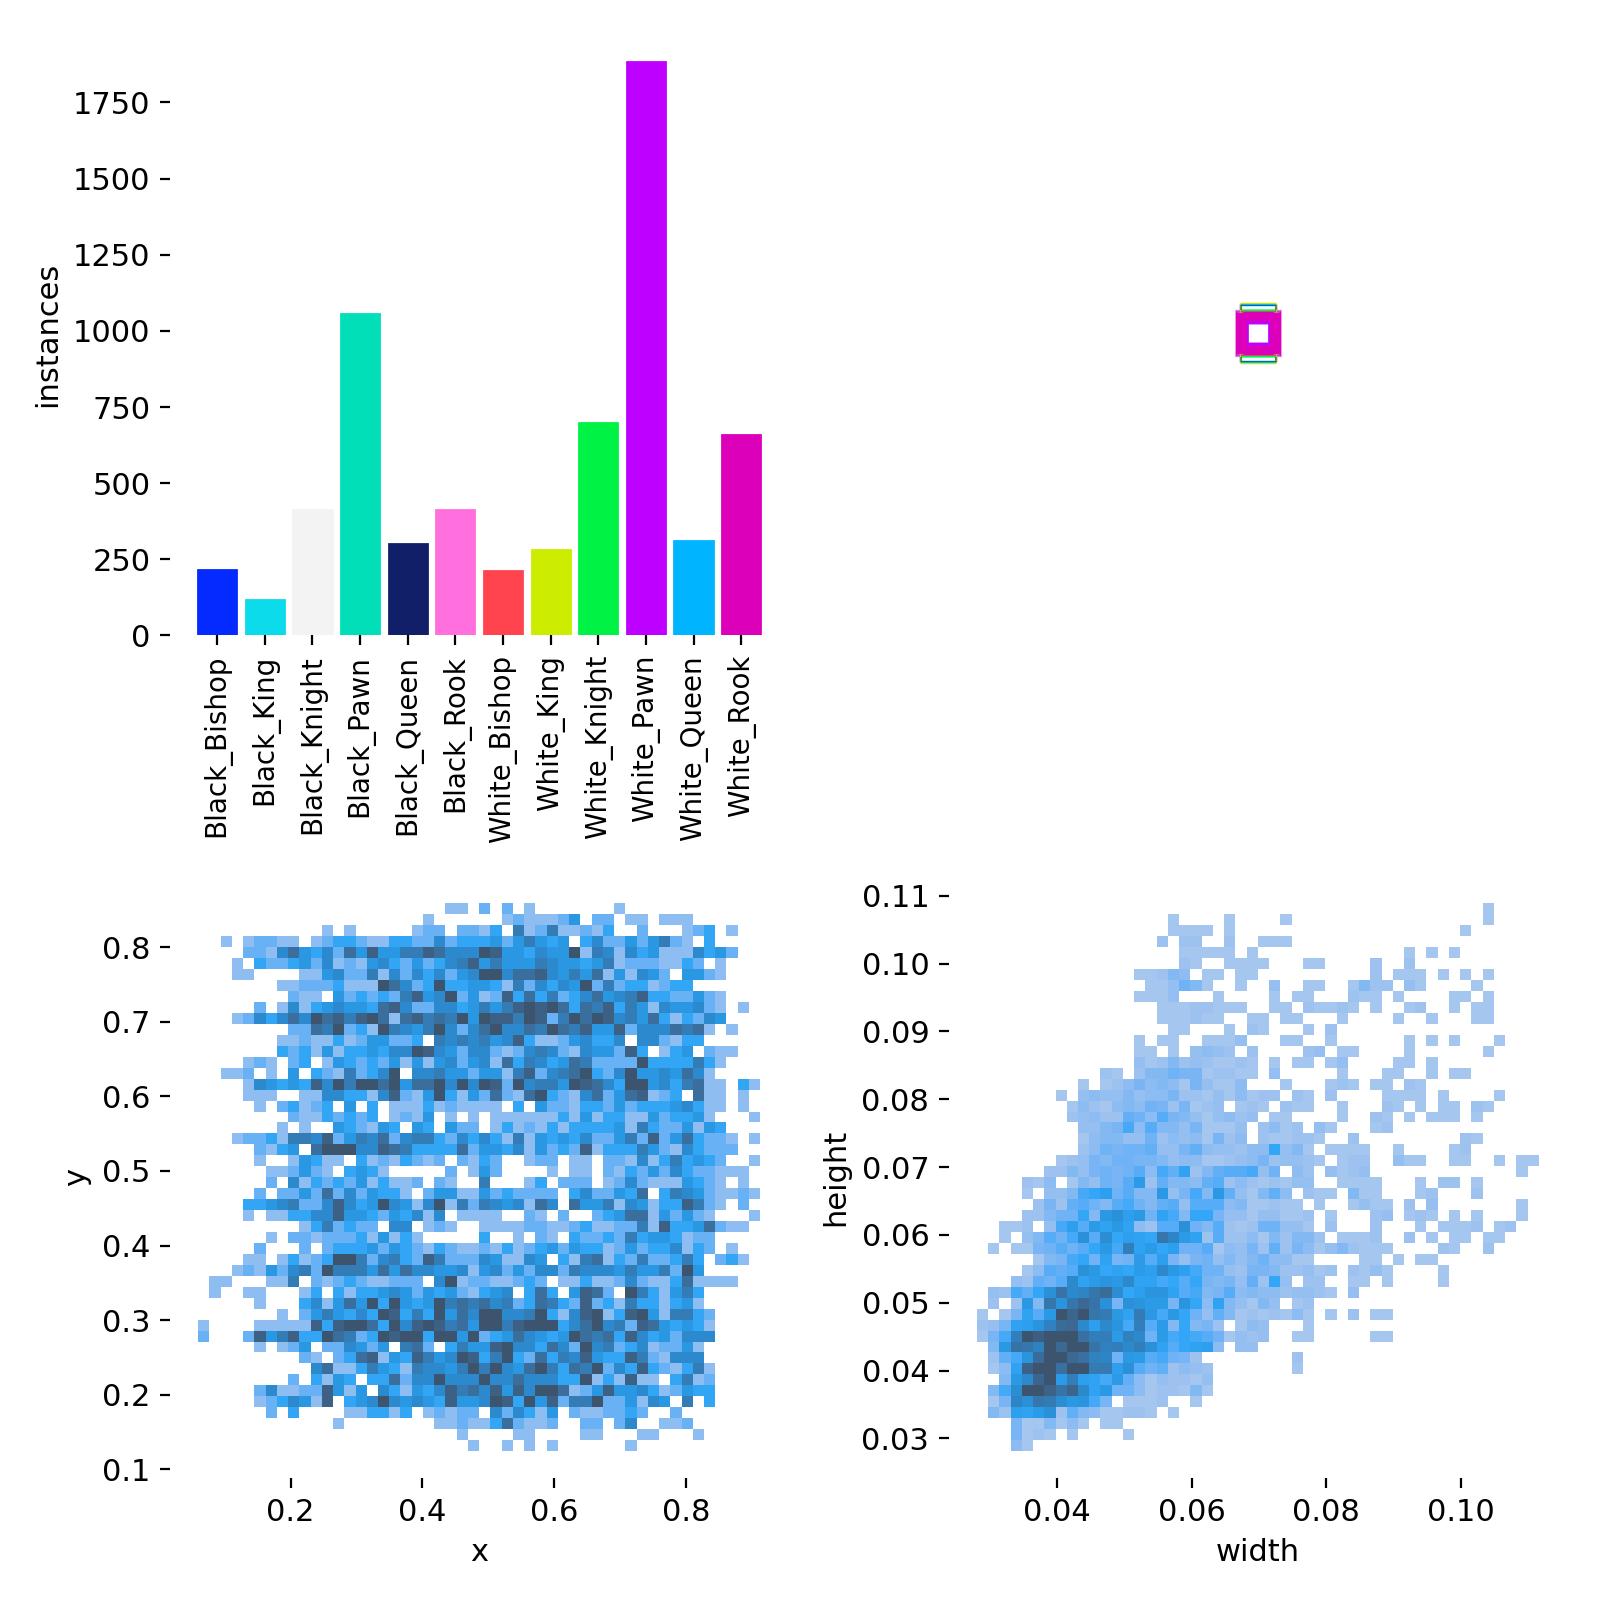 instances
1750
1500
1250
1000
750
500
250
0
Black_Bishop
Black_King
Black_Knight
Black_Pawn
Black_Queen
Black_Rook
White_Bishop
White_King
White_Knight
White_Pawn
White_Queen
White_Rook
y
0.8
0.7
0.6
0.5
0.4
0.3
0.2
0.1
0.2 0.4 0.6 0.8
x
height
0.11
0.10
0.09
0.08
0.07
0.06
0.05
0.04
0.03
0.04 0.06 0.08 0.10
width